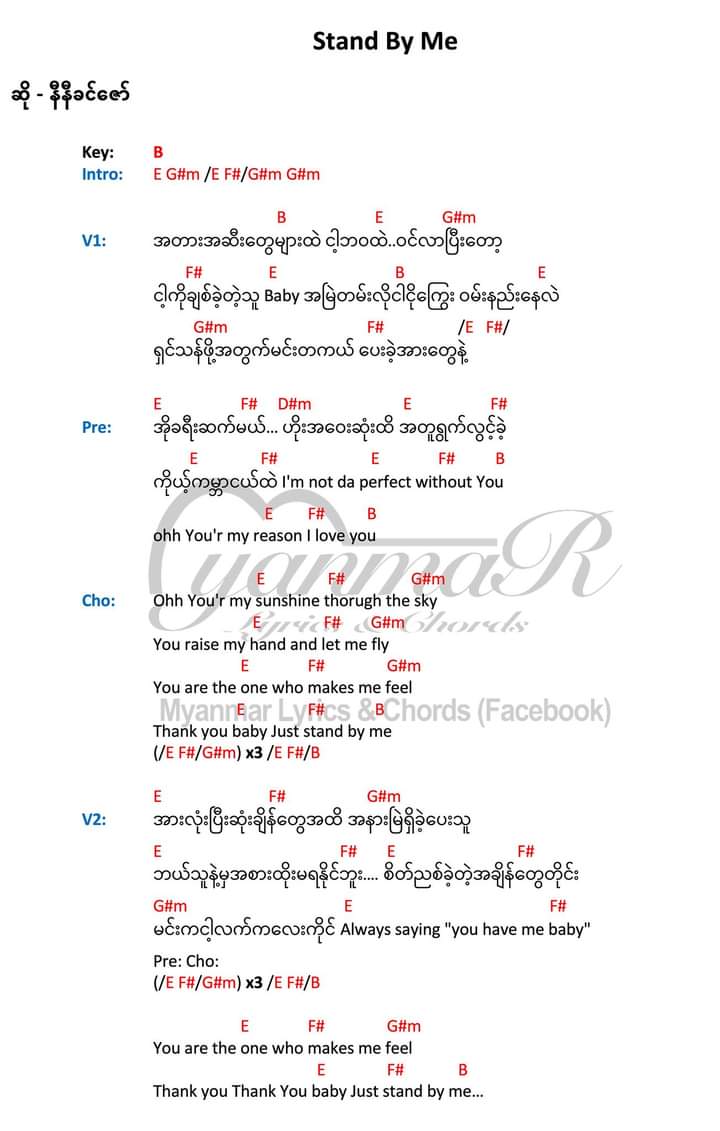 Stand By Me
ဆို - နီနီခင်ဇော်
Key: B
Intro: E G#m /E F#/G#m G#m
B E G#m
V1: အတားအဆီးတွေများထဲ ငါ့ဘဝထဲ..ဝင်လာပြီးတော့
F# E B E
ငါ့ကိုချစ်ခဲ့တဲ့သူ Baby အမြဲတမ်းလိုငါငိုကြွေး ဝမ်းနည်းနေလဲ
G#m F# /E F#/
ရှင်သန်ဖို့အတွက်မင်းတကယ် ပေးခဲ့အားတွေနဲ့
E F# D#m E F#
Pre: အိုခရီးဆက်မယ်... ဟိုးအဝေးဆုံးထိ အတူရွက်လွှင့်ခဲ့
E F# E F# B
ကိုယ့်ကမ္ဘာငယ်ထဲ I'm not da perfect without You
E F# B
ohh You'r my reason I love you
E F# G#m
Cho: Ohh You'r my sunshine thorugh the sky
E F# G#m
You raise my hand and let me fly
E F# G#m
You are the one who makes me feel
E F# B
Thank you baby Just stand by me
(/E F#/G#m) x3 /E F#/B
E F# G#m
V2: အားလုံးပြီးဆုံးချိန်တွေအထိ အနားမြဲရှိခဲ့ပေးသူ
E F# E F#
ဘယ်သူနဲ့မှအစားထိုးမရနိုင်ဘူး.... စိတ်ညစ်ခဲ့တဲ့အချိန်တွေတိုင်း
G#m E F#
မင်းကငါ့လက်ကလေးကိုင် Always saying "you have me baby"
Pre: Cho:
(/E F#/G#m) x3 /E F#/B
E F# G#m
You are the one who makes me feel
E F# B
Thank you Thank You baby Just stand by me...
MyanmaR
Lyrics & Chords
Myanmar Lyrics & Chords (Facebook)